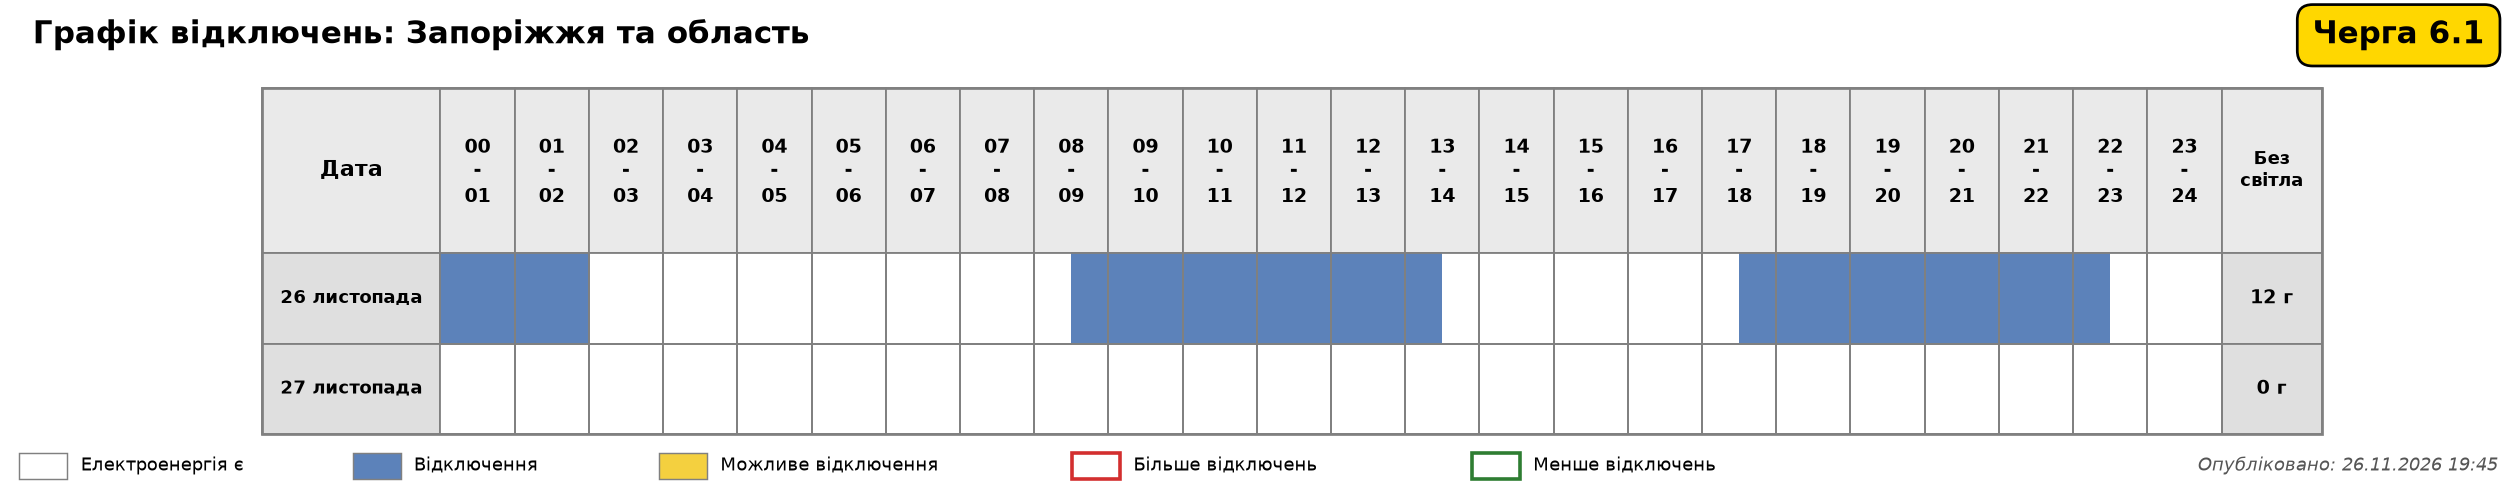 Графік відключень: Запоріжжя та область
Черга 6.1
Дата
00 - 01
01 - 02
02 - 03
03 - 04
04 - 05
05 - 06
06 - 07
07 - 08
08 - 09
09 - 10
10 - 11
11 - 12
12 - 13
13 - 14
14 - 15
15 - 16
16 - 17
17 - 18
18 - 19
19 - 20
20 - 21
21 - 22
22 - 23
23 - 24
Без
світла
26 листопада
12 г
27 листопада
0 г
Електроенергія є
Відключення
Можливе відключення
Більше відключень
Менше відключень
Опубліковано: 26.11.2026 19:45